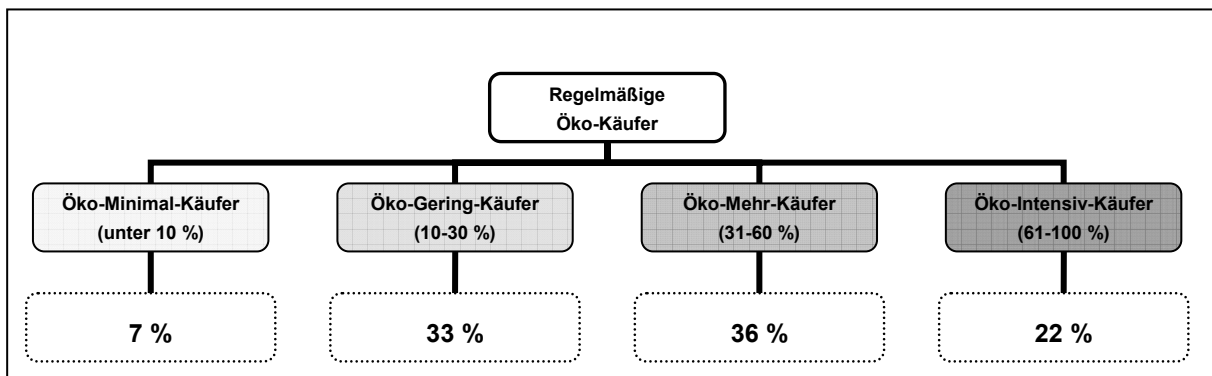 Regelmäßige
Öko-Käufer
Öko-Minimal-Käufer
(unter 10 %)
Öko-Gering-Käufer
(10-30 %)
Öko-Mehr-Käufer
(31-60 %)
Öko-Intensiv-Käufer
(61-100 %)
7 %
33 %
36 %
22 %